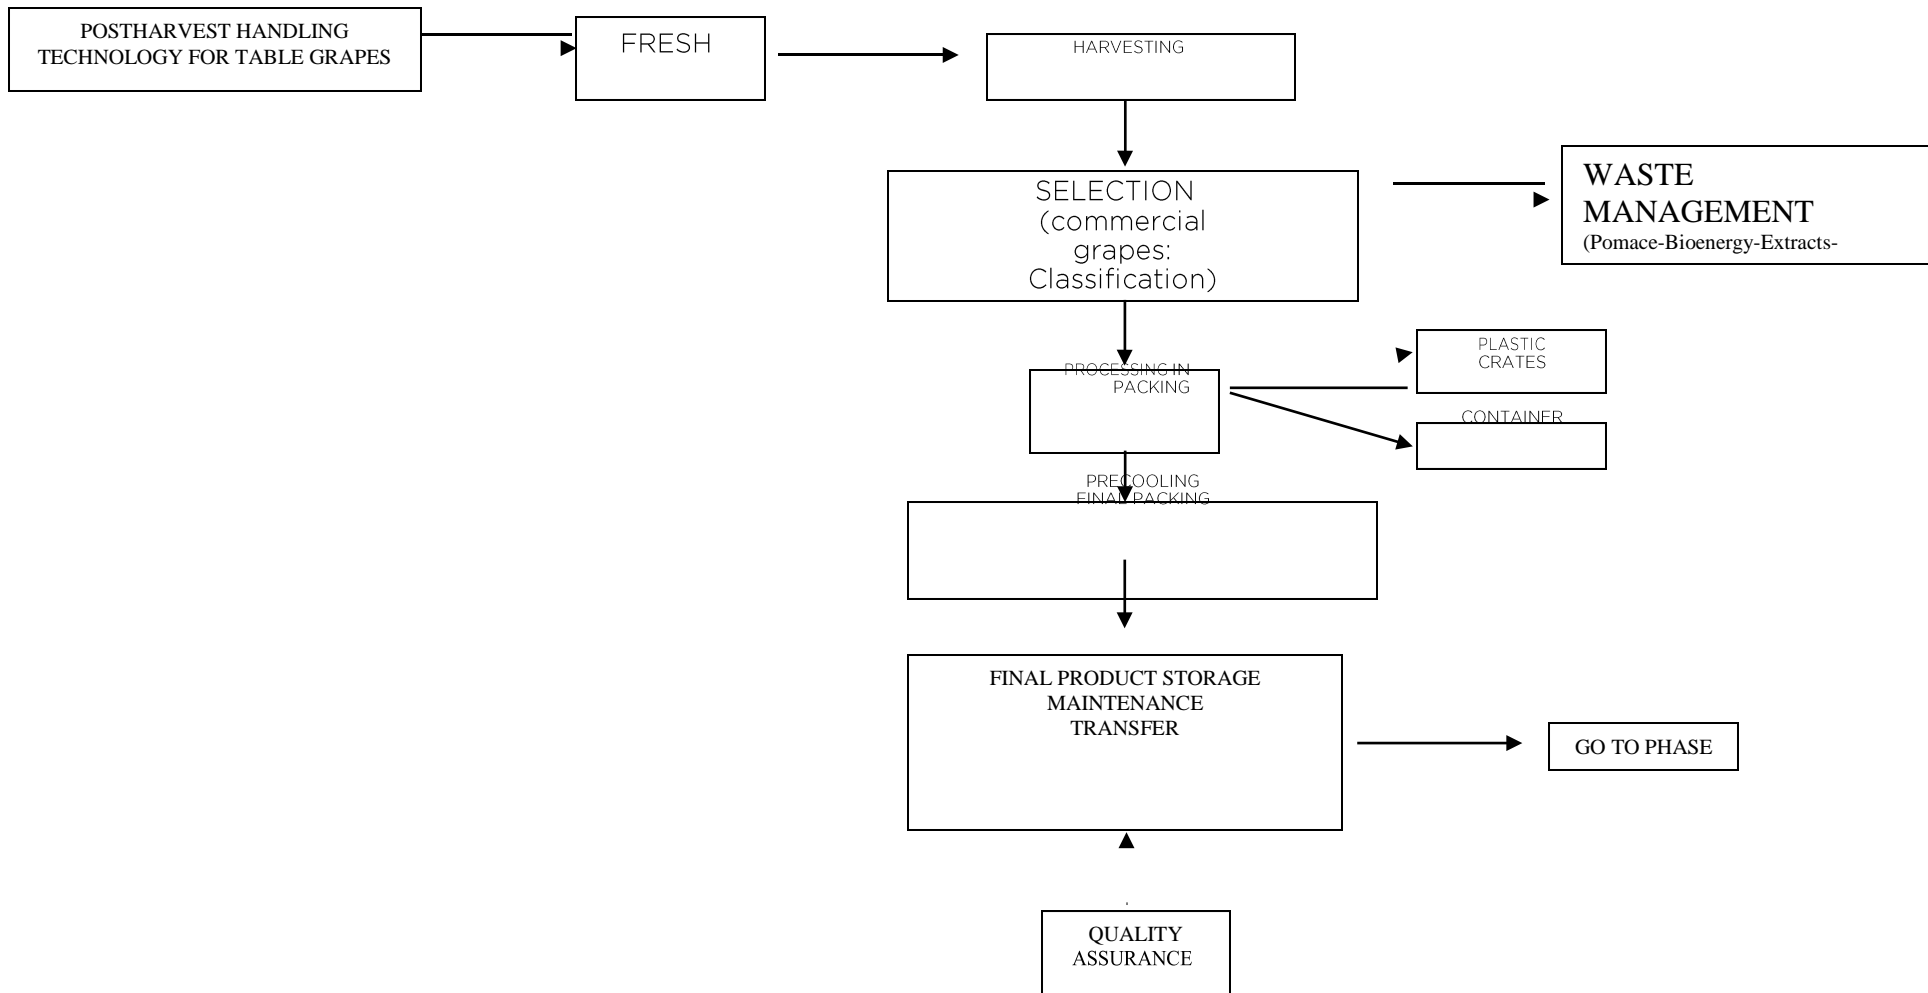 POSTHARVEST HANDLING
TECHNOLOGY FOR TABLE GRAPES
FRESH
HARVESTING
SELECTION
(commercial
grapes:
Classification)
WASTE
MANAGEMENT
(Pomace-Bioenergy-Extracts-
PROCESSING IN
PACKING
PLASTIC
CRATES
CONTAINER
PRECOOLING
FINAL PACKING
FINAL PRODUCT STORAGE
MAINTENANCE
TRANSFER
GO TO PHASE
QUALITY
ASSURANCE